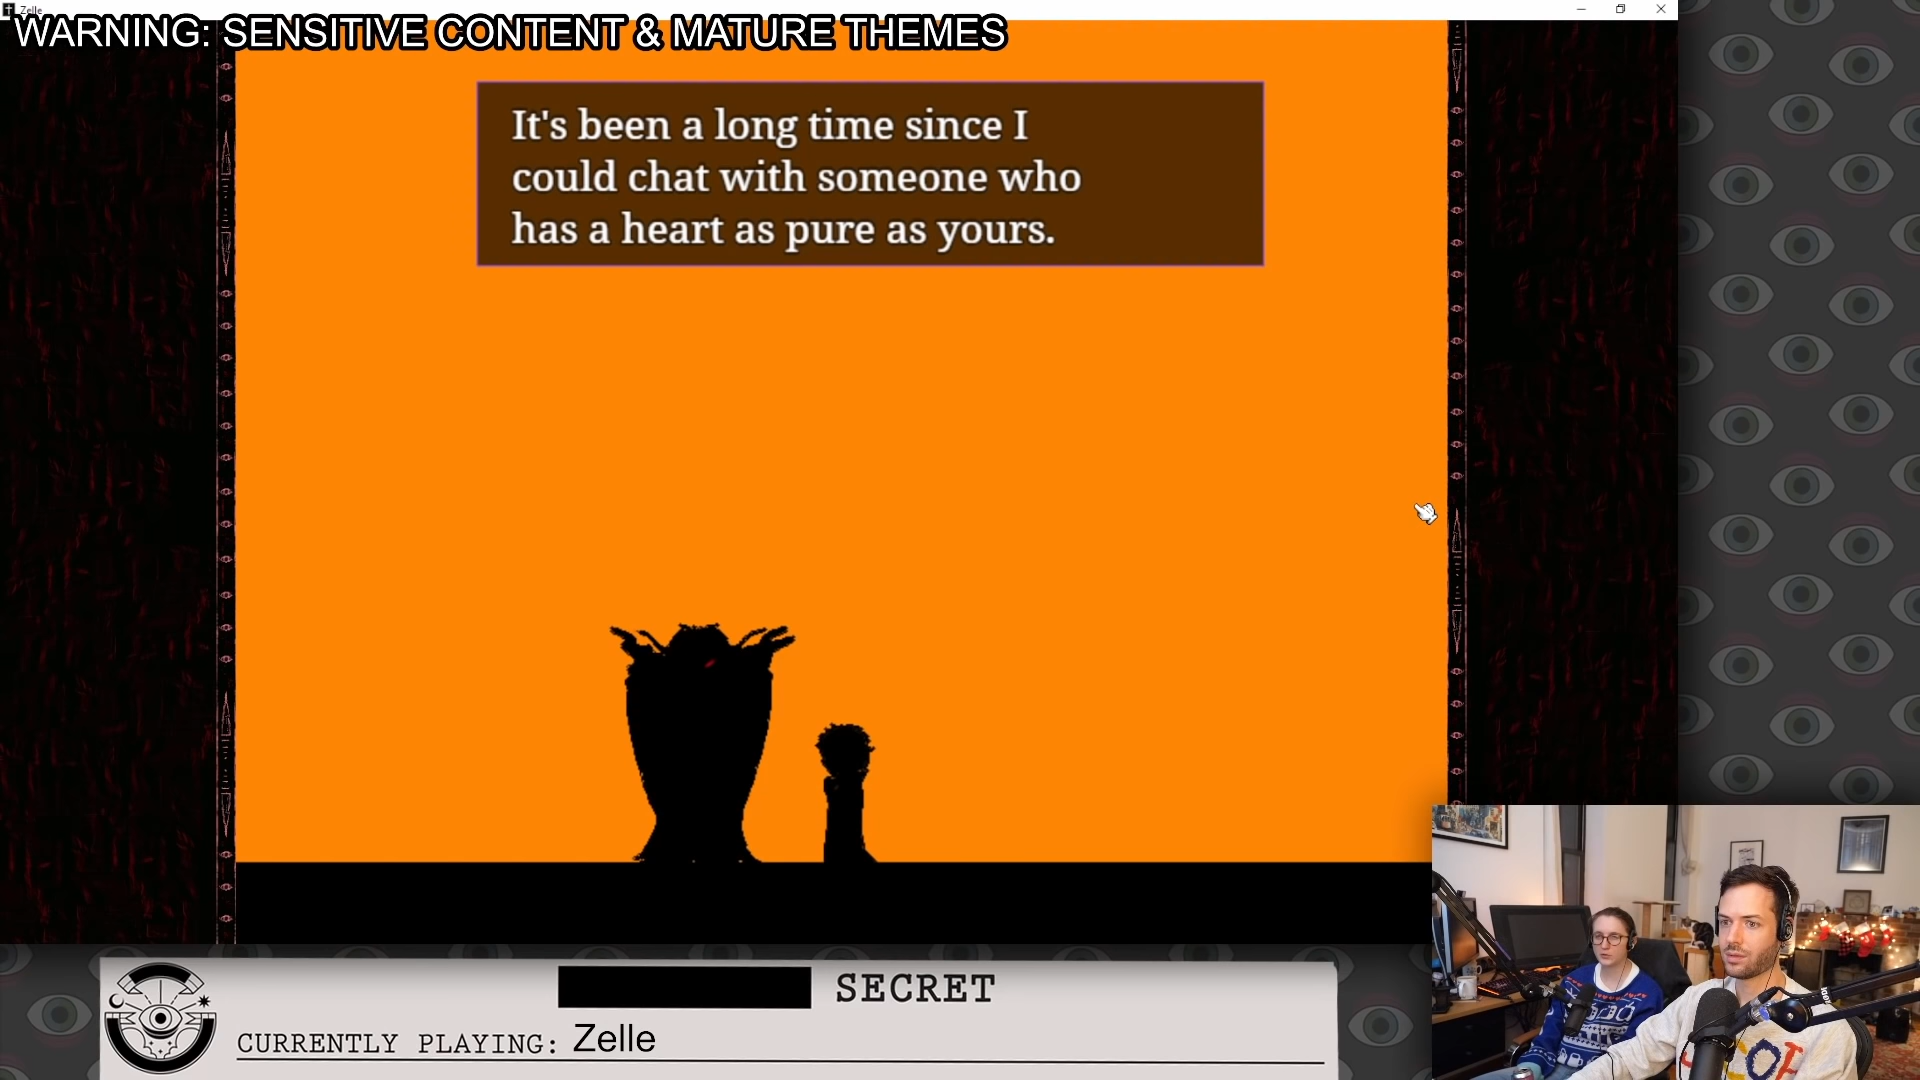 Zelle
WARNING: SENSITIVE CONTENT & MATURE THEMES
It's been a long time since I
could chat with someone who
has a heart as pure as yours.
SECRET
CURRENTLY PLAYING: Zelle